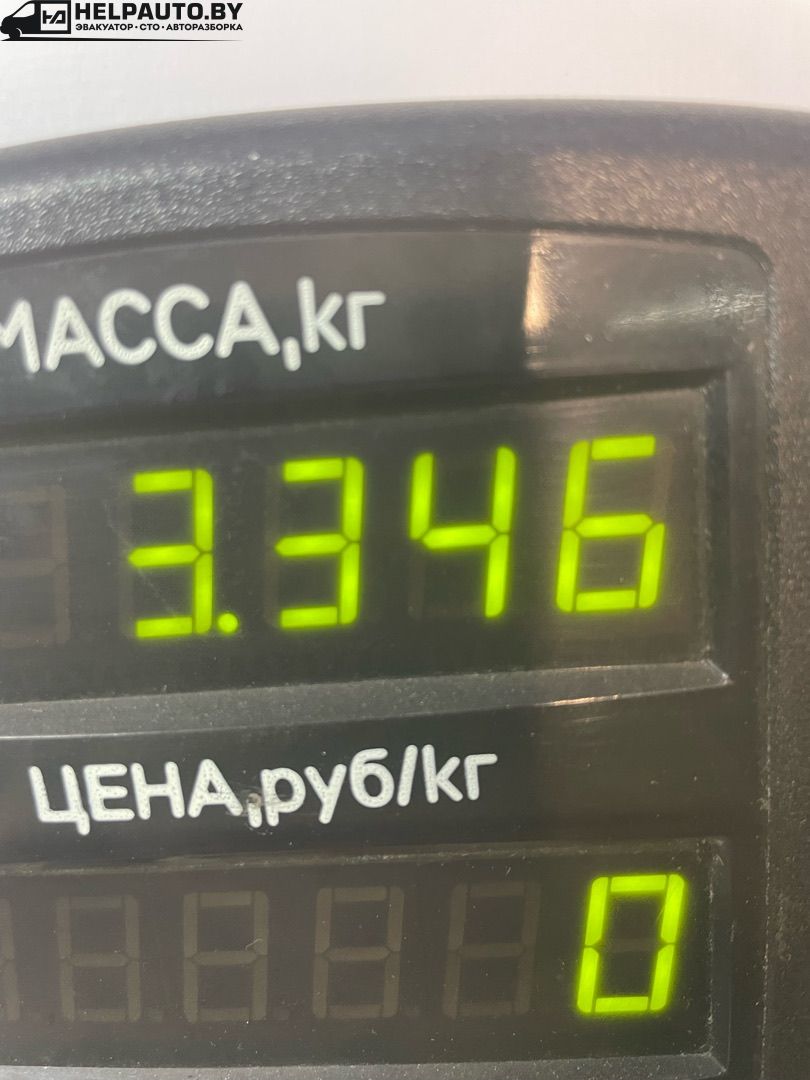 HELPAUTO.BY
ЭВАКУАТОР · СТО · АВТОРАЗБОРКА
МАССА,кг
3.346
ЦЕНА,руб/кг
0